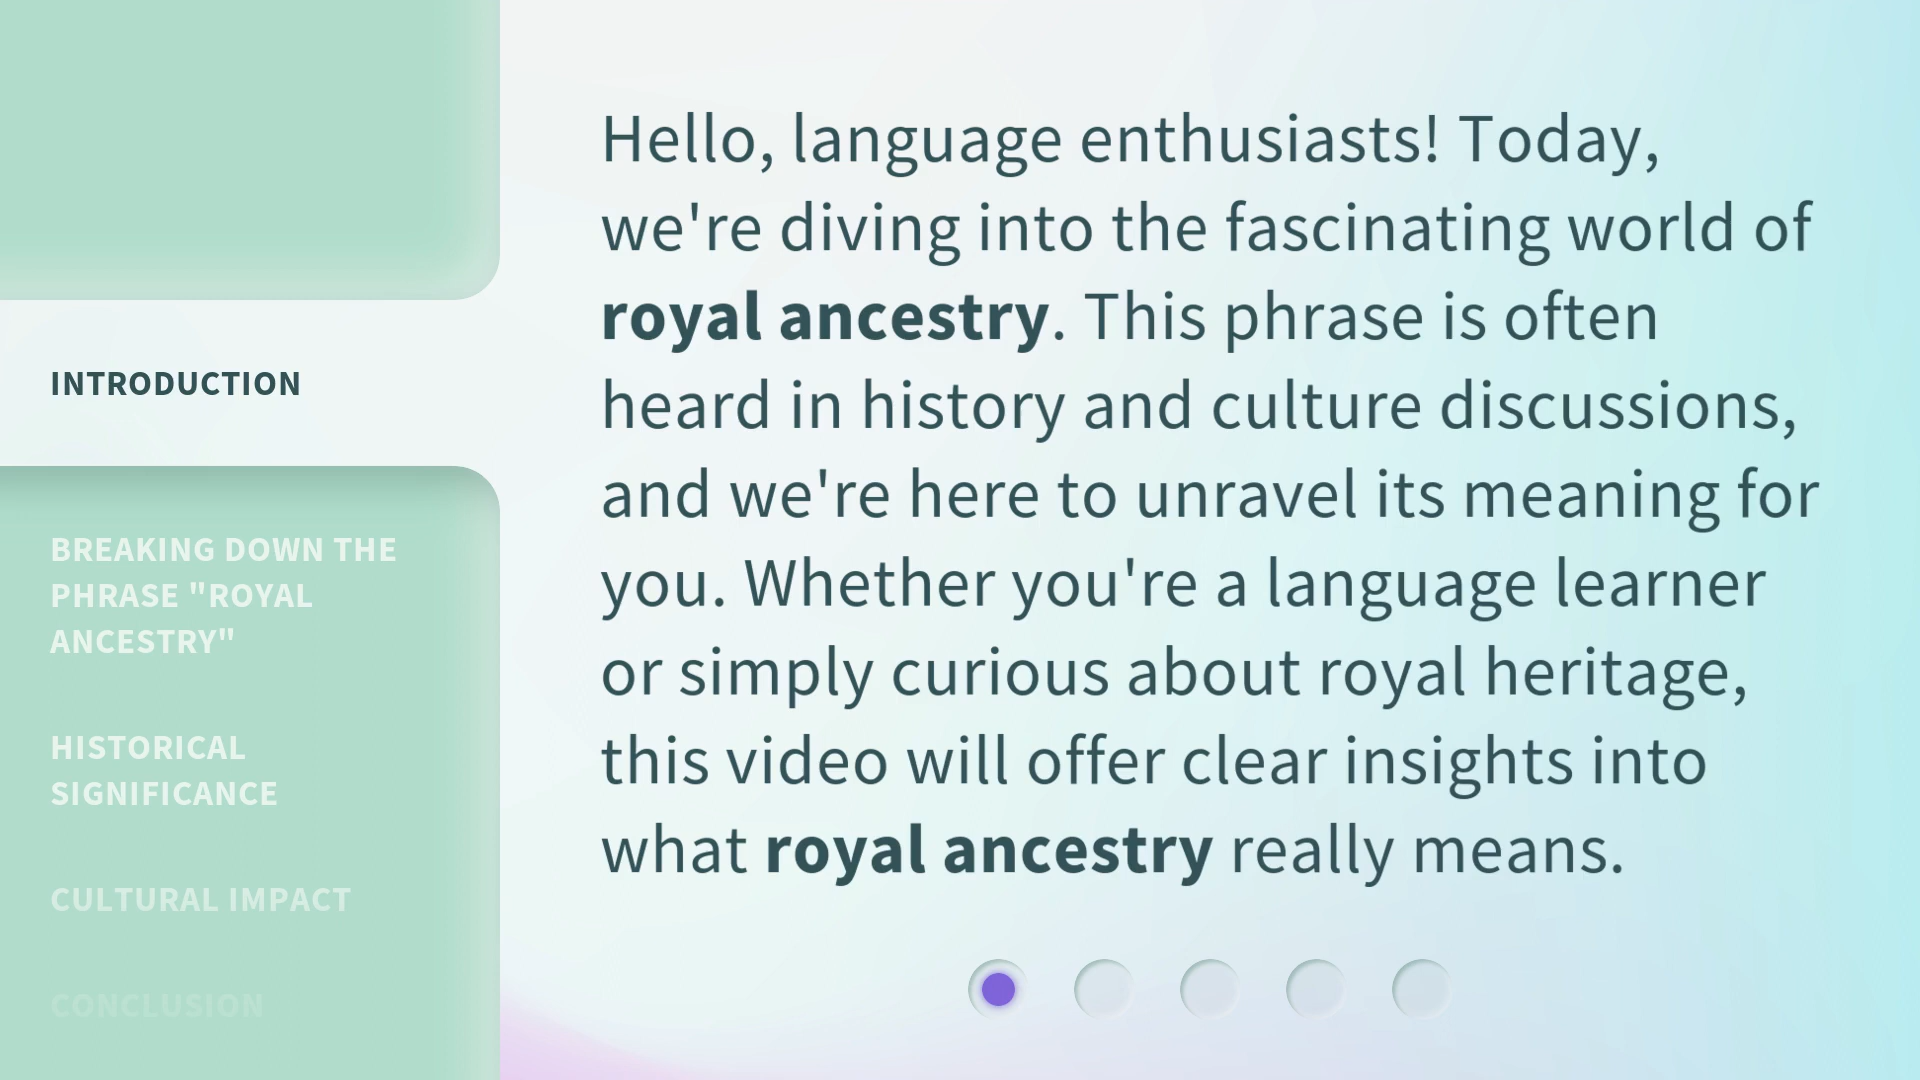 INTRODUCTION
BREAKING DOWN THE
PHRASE "ROYAL
ANCESTRY"
HISTORICAL
SIGNIFICANCE
CULTURAL IMPACT
CONCLUSION
Hello, language enthusiasts! Today,
we're diving into the fascinating world of
royal ancestry. This phrase is often
heard in history and culture discussions,
and we're here to unravel its meaning for
you. Whether you're a language learner
or simply curious about royal heritage,
this video will offer clear insights into
what royal ancestry really means.